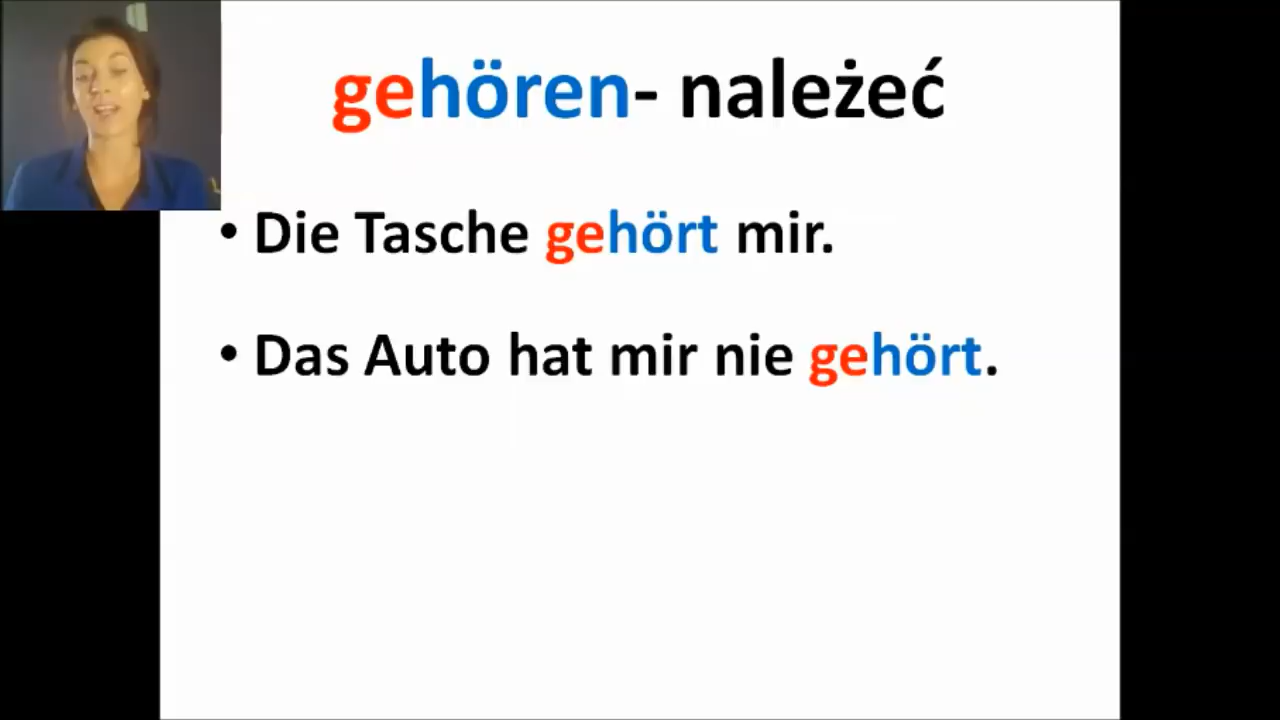 gehören- należeć
• Die Tasche gehört mir.
• Das Auto hat mir nie gehört.